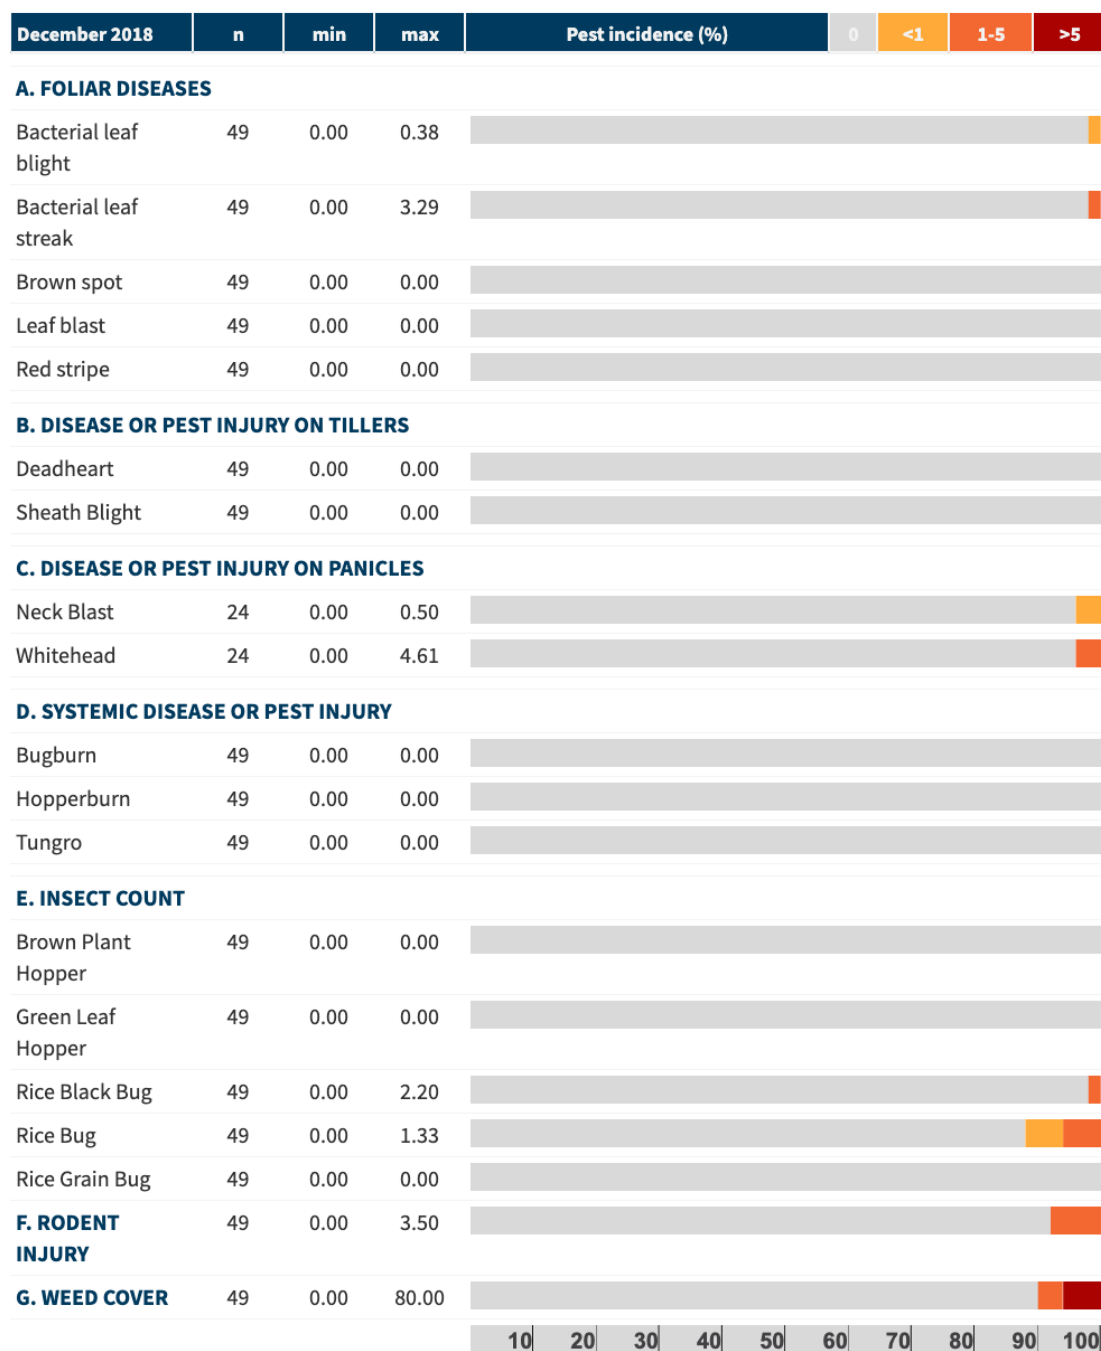 December 2018 n min max Pest incidence (%) 0 <1 1-5 >5
A. FOLIAR DISEASES
Bacterial leaf 49 0.00 0.38
blight
Bacterial leaf 49 0.00 3.29
streak
Brown spot 49 0.00 0.00
Leaf blast 49 0.00 0.00
Red stripe 49 0.00 0.00
B. DISEASE OR PEST INJURY ON TILLERS
Deadheart 49 0.00 0.00
Sheath Blight 49 0.00 0.00
C. DISEASE OR PEST INJURY ON PANICLES
Neck Blast 24 0.00 0.50
Whitehead 24 0.00 4.61
D. SYSTEMIC DISEASE OR PEST INJURY
Bugburn 49 0.00 0.00
Hopperburn 49 0.00 0.00
Tungro 49 0.00 0.00
E. INSECT COUNT
Brown Plant 49 0.00 0.00
Hopper
Green Leaf 49 0.00 0.00
Hopper
Rice Black Bug 49 0.00 2.20
Rice Bug 49 0.00 1.33
Rice Grain Bug 49 0.00 0.00
F. RODENT 49 0.00 3.50
INJURY
G. WEED COVER 49 0.00 80.00
10 20 30 40 50 60 70 80 90 100